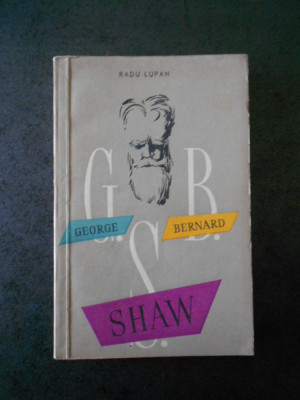 RADU LUPAN
G. B.
GEORGE BERNARD
S.
SHAW